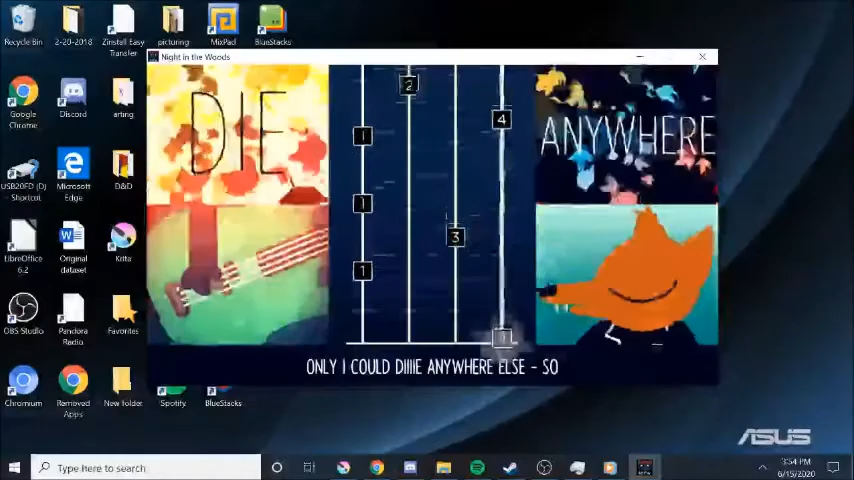 Recycle Bin
2-20-2018
Zinstall Easy
Transfer
picturing
MixPad
BlueStacks
Google
Chrome
Discord
arting
USB20FD (D) -
Shortcut
Microsoft
Edge
D&D
LibreOffice
6.2
Original
dataset
Krita
OBS Studio
Pandora
Radio
Favorites
Chromium
Removed
Apps
New folder
Spotify
BlueStacks
Night in the Woods
DIE
ANYWHERE
2
1
4
1
3
1
ONLY I COULD DIIIIE ANYWHERE ELSE - SO
ASUS
Type here to search
3:54 PM
6/15/2020